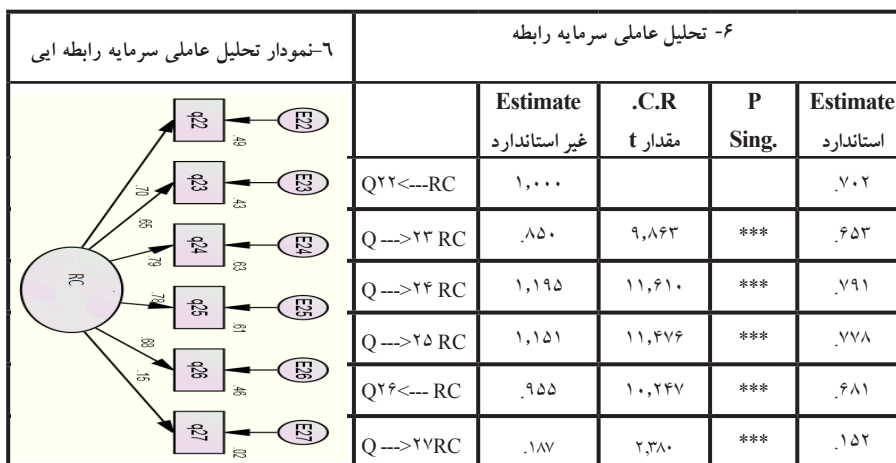 ۶- تحلیل عاملی سرمایه رابطه
۶-نمودار تحلیل عاملی سرمایه رابطه ایی
Estimate استاندارد
P Sing.
.C.R مقدار t
Estimate غیر استاندارد
Q۲۲<---RC ۱,۰۰۰ .۷۰۲
Q --->۲۳ RC .۸۵۰ ۹,۸۶۳ *** .۶۵۳
Q --->۲۴ RC ۱,۱۹۵ ۱۱,۶۱۰ *** .۷۹۱
Q --->۲۵ RC ۱,۱۵۱ ۱۱,۴۷۶ *** .۷۷۸
Q۲۶<--- RC .۹۵۵ ۱۰,۲۴۷ *** .۶۸۱
Q --->۲۷RC .۱۸۷ ۲,۳۸۰ *** .۱۵۲
q22 E22 .49
q23 E23 .43
q24 E24 .63
q25 E25 .61
q26 E26 .46
q27 E27 .02
.70
.65
.79
.78
.68
.15
RC